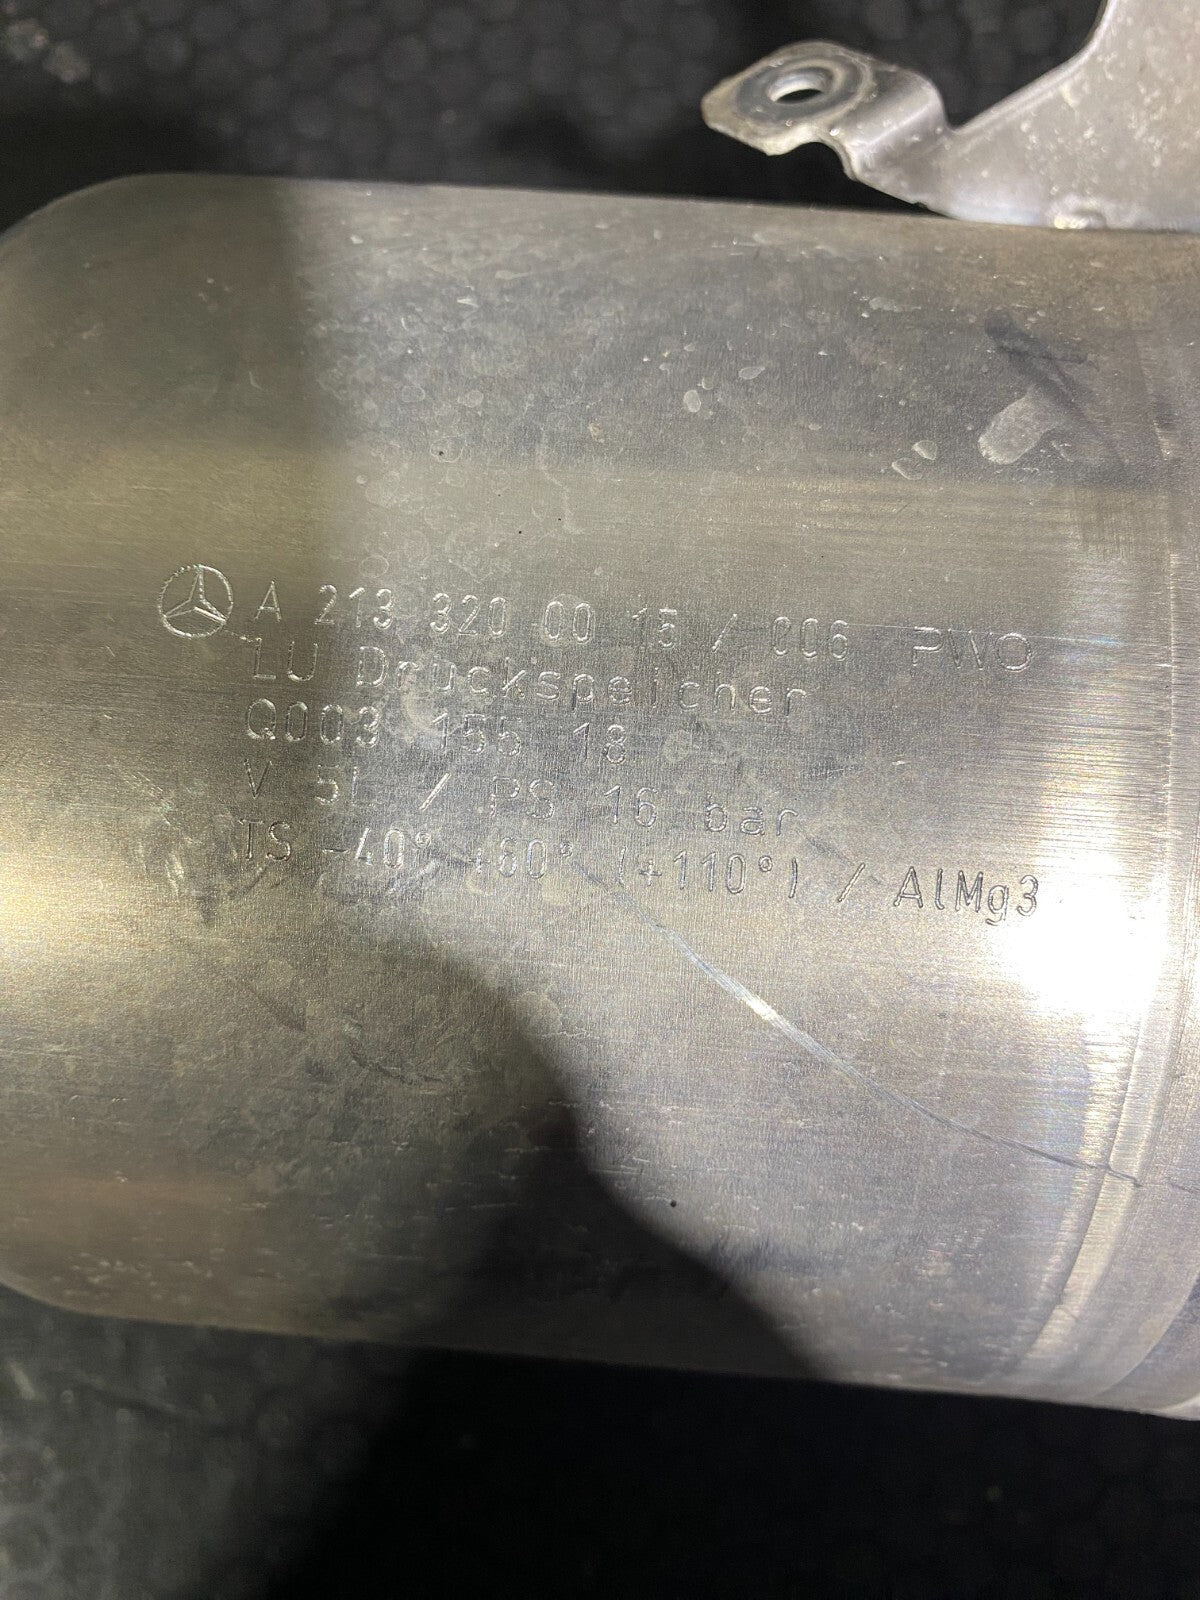 A 213 320 00 15 / 006 PWO
LU Druckspeicher
Q003 155 18
V 5L / PS 16 bar
TS -40° +60° (+110°) / AlMg3